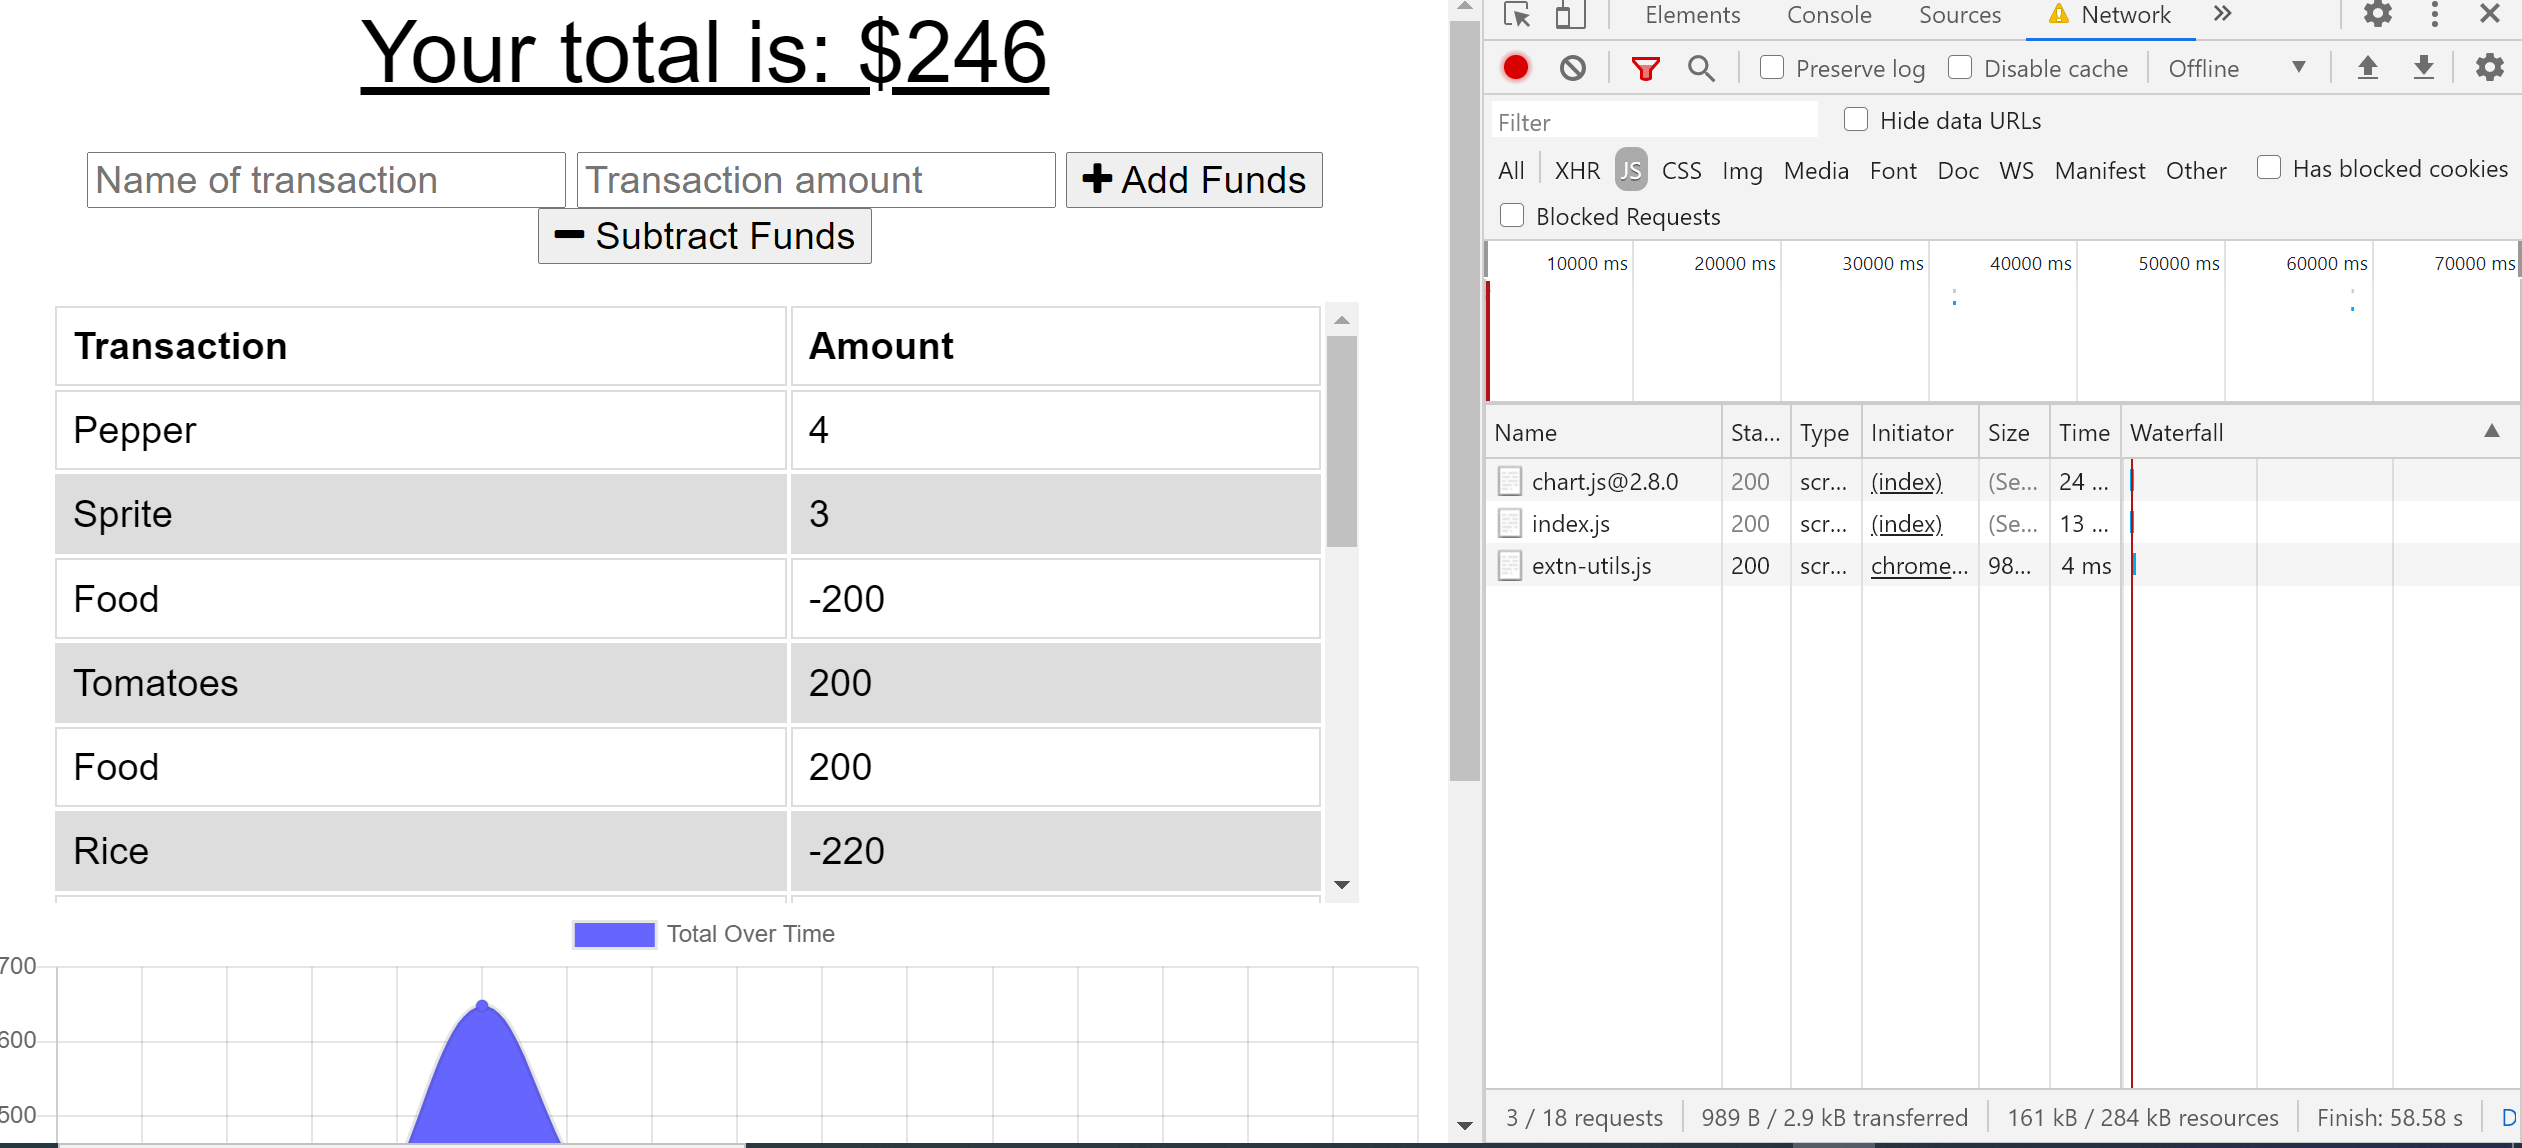 Your total is: $246
Name of transaction
Transaction amount
Add Funds
Subtract Funds
Transaction Amount
Pepper 4
Sprite 3
Food -200
Tomatoes 200
Food 200
Rice -220
Total Over Time
700
600
500
Elements Console Sources Network
Preserve log Disable cache Offline
Filter Hide data URLs
All XHR JS CSS Img Media Font Doc WS Manifest Other Has blocked cookies
Blocked Requests
10000 ms 20000 ms 30000 ms 40000 ms 50000 ms 60000 ms 70000 ms
Name Sta... Type Initiator Size Time Waterfall
chart.js@2.8.0 200 scr... (index) (Se... 24 ...
index.js 200 scr... (index) (Se... 13 ...
extn-utils.js 200 scr... chrome... 98... 4 ms
3 / 18 requests 989 B / 2.9 kB transferred 161 kB / 284 kB resources Finish: 58.58 s D